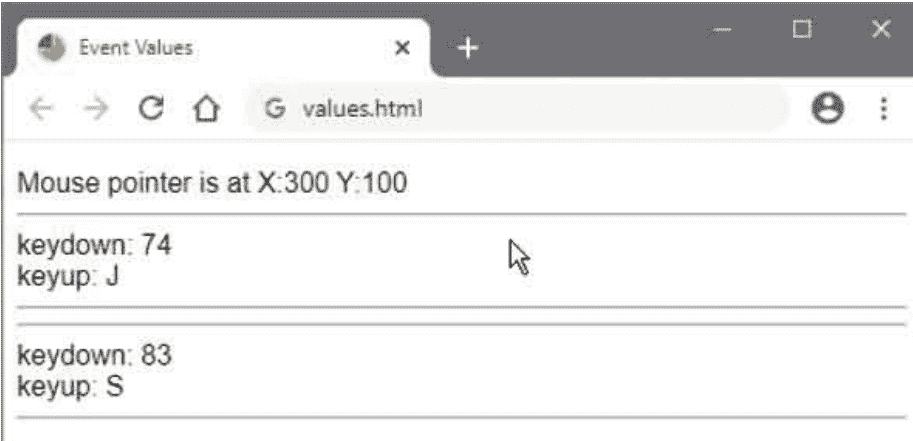 Event Values
values.html
Mouse pointer is at X:300 Y:100
keydown: 74
keyup: J
keydown: 83
keyup: S